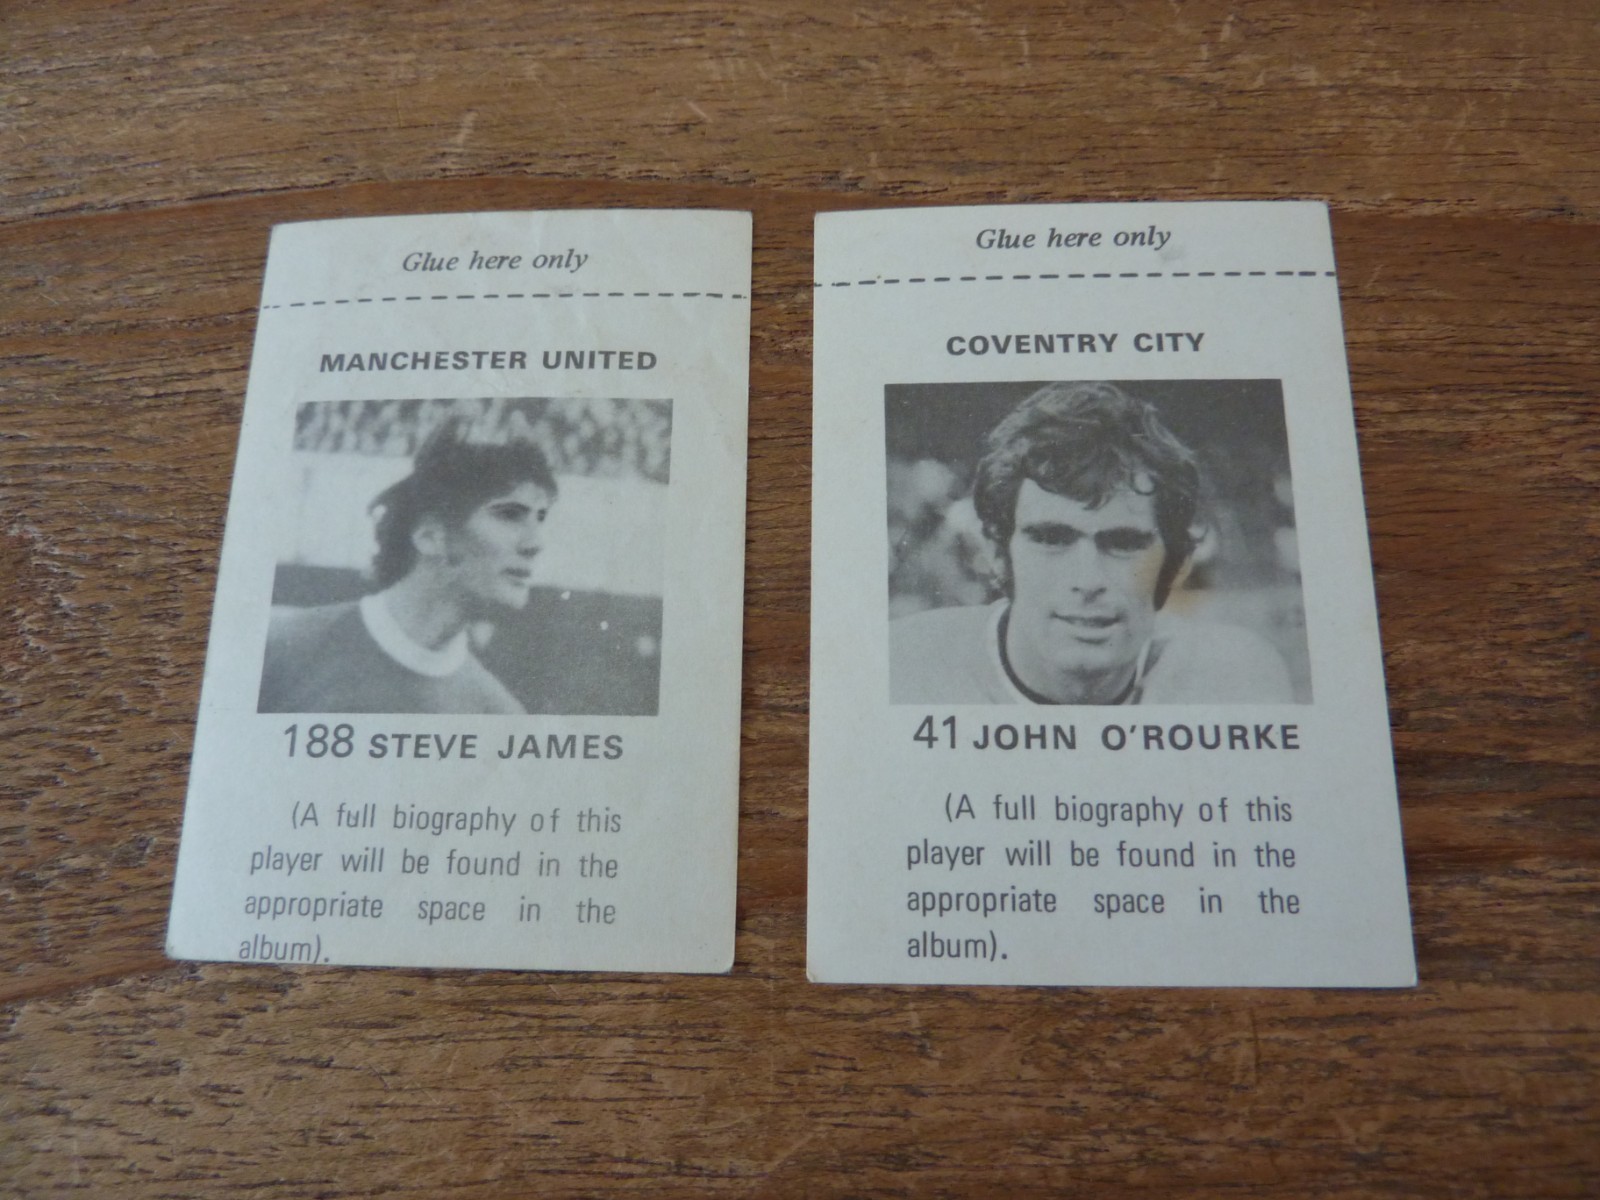 Glue here only
MANCHESTER UNITED
188 STEVE JAMES
(A full biography of this
player will be found in the
appropriate space in the
album).
Glue here only
COVENTRY CITY
41 JOHN O'ROURKE
(A full biography of this
player will be found in the
appropriate space in the
album).